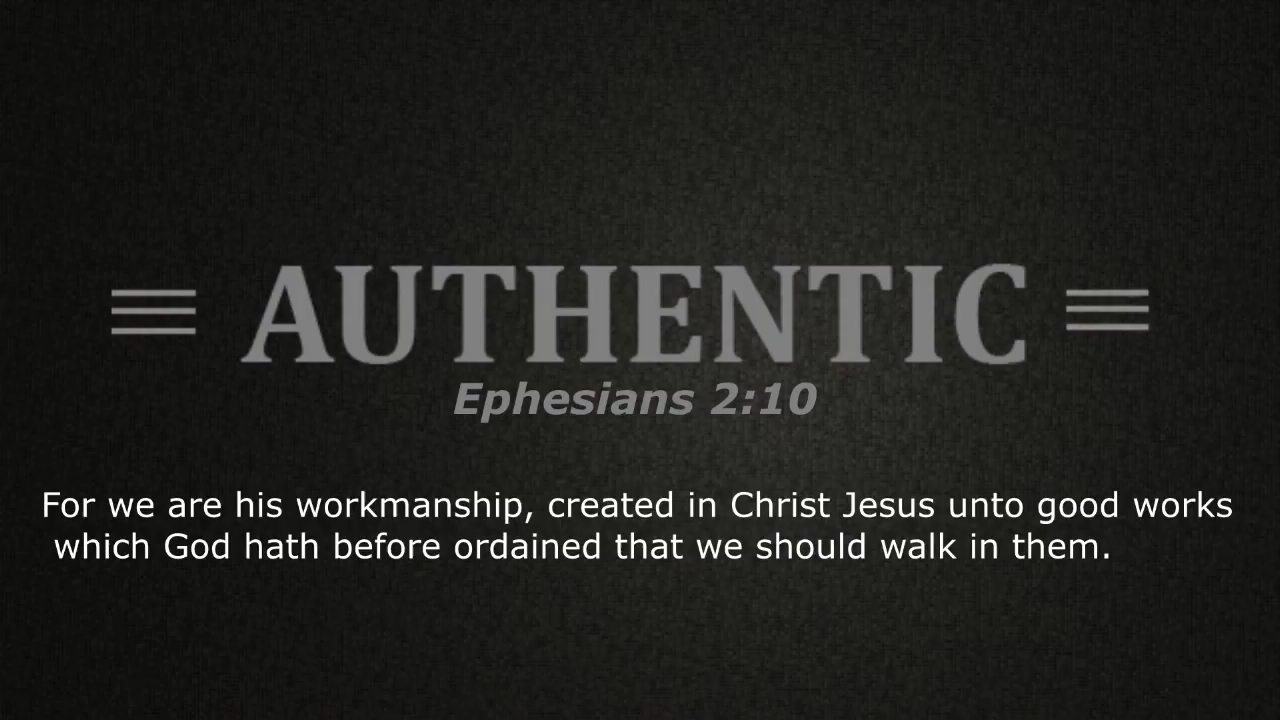 AUTHENTIC
Ephesians 2:10
For we are his workmanship, created in Christ Jesus unto good works
which God hath before ordained that we should walk in them.